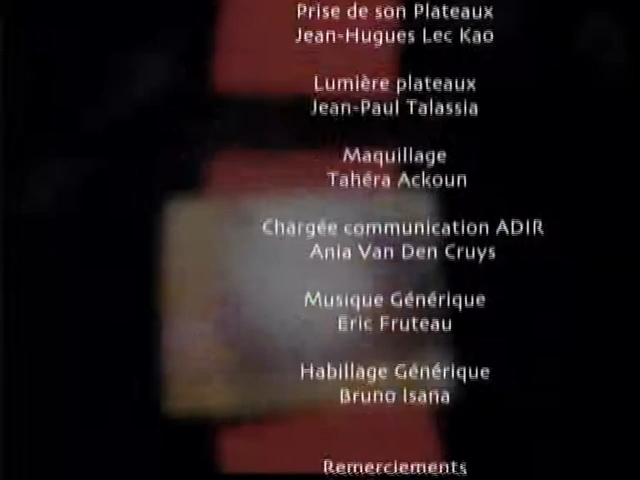 Prise de son Plateaux
Jean-Hugues Lec Kao
Lumière plateaux
Jean-Paul Talassia
Maquillage
Tahéra Ackoun
Chargée communication ADIR
Ania Van Den Cruys
Musique Générique
Eric Fruteau
Habillage Générique
Bruno Isana
Remerciements